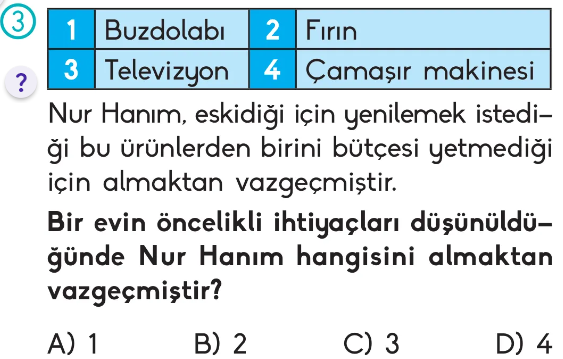 3
1 Buzdolabı 2 Fırın
3 Televizyon 4 Çamaşır makinesi
?
Nur Hanım, eskidiği için yenilemek istedi-
ği bu ürünlerden birini bütçesi yetmediği
için almaktan vazgeçmiştir.
Bir evin öncelikli ihtiyaçları düşünüldü-
ğünde Nur Hanım hangisini almaktan
vazgeçmiştir?
A) 1 B) 2 C) 3 D) 4